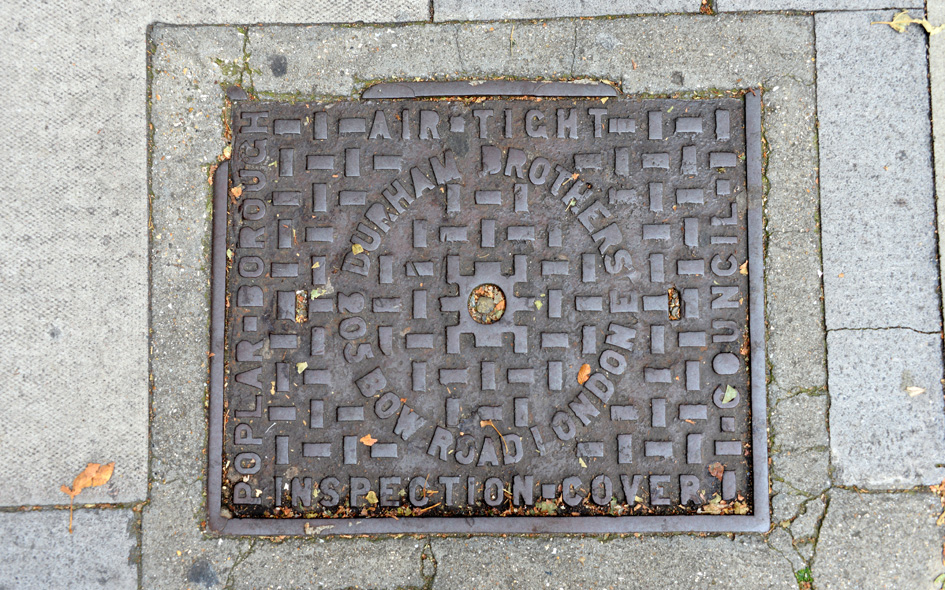 AIR-TIGHT
POPLAR-BOROUGH
COUNCIL
DURHAM BROTHERS
503 BOW ROAD LONDON E
INSPECTION COVER